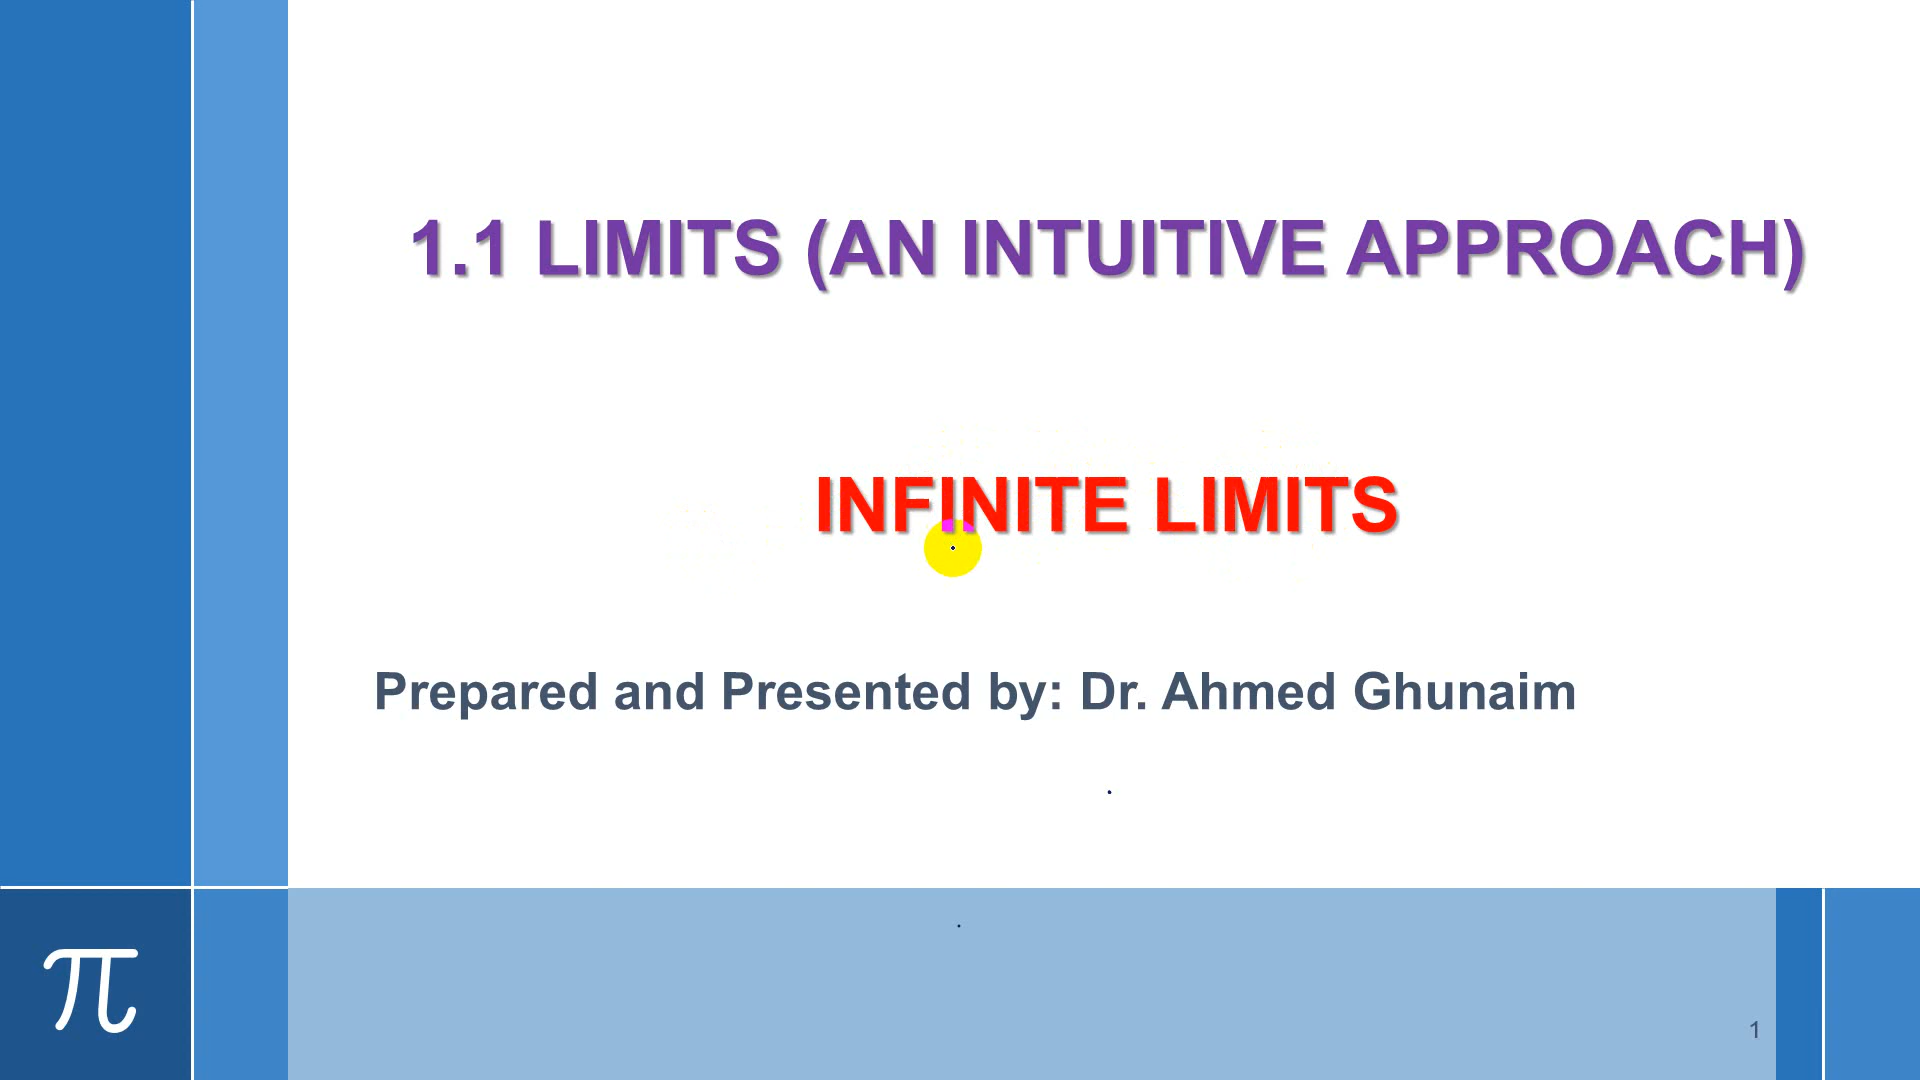 1.1 LIMITS (AN INTUITIVE APPROACH)
INFINITE LIMITS
Prepared and Presented by: Dr. Ahmed Ghunaim
.
.
π
1